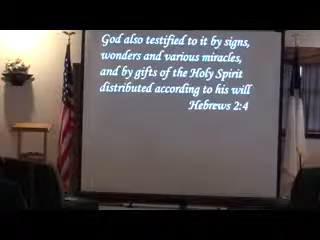 God also testified to it by signs,
wonders and various miracles,
and by gifts of the Holy Spirit
distributed according to his will
Hebrews 2:4